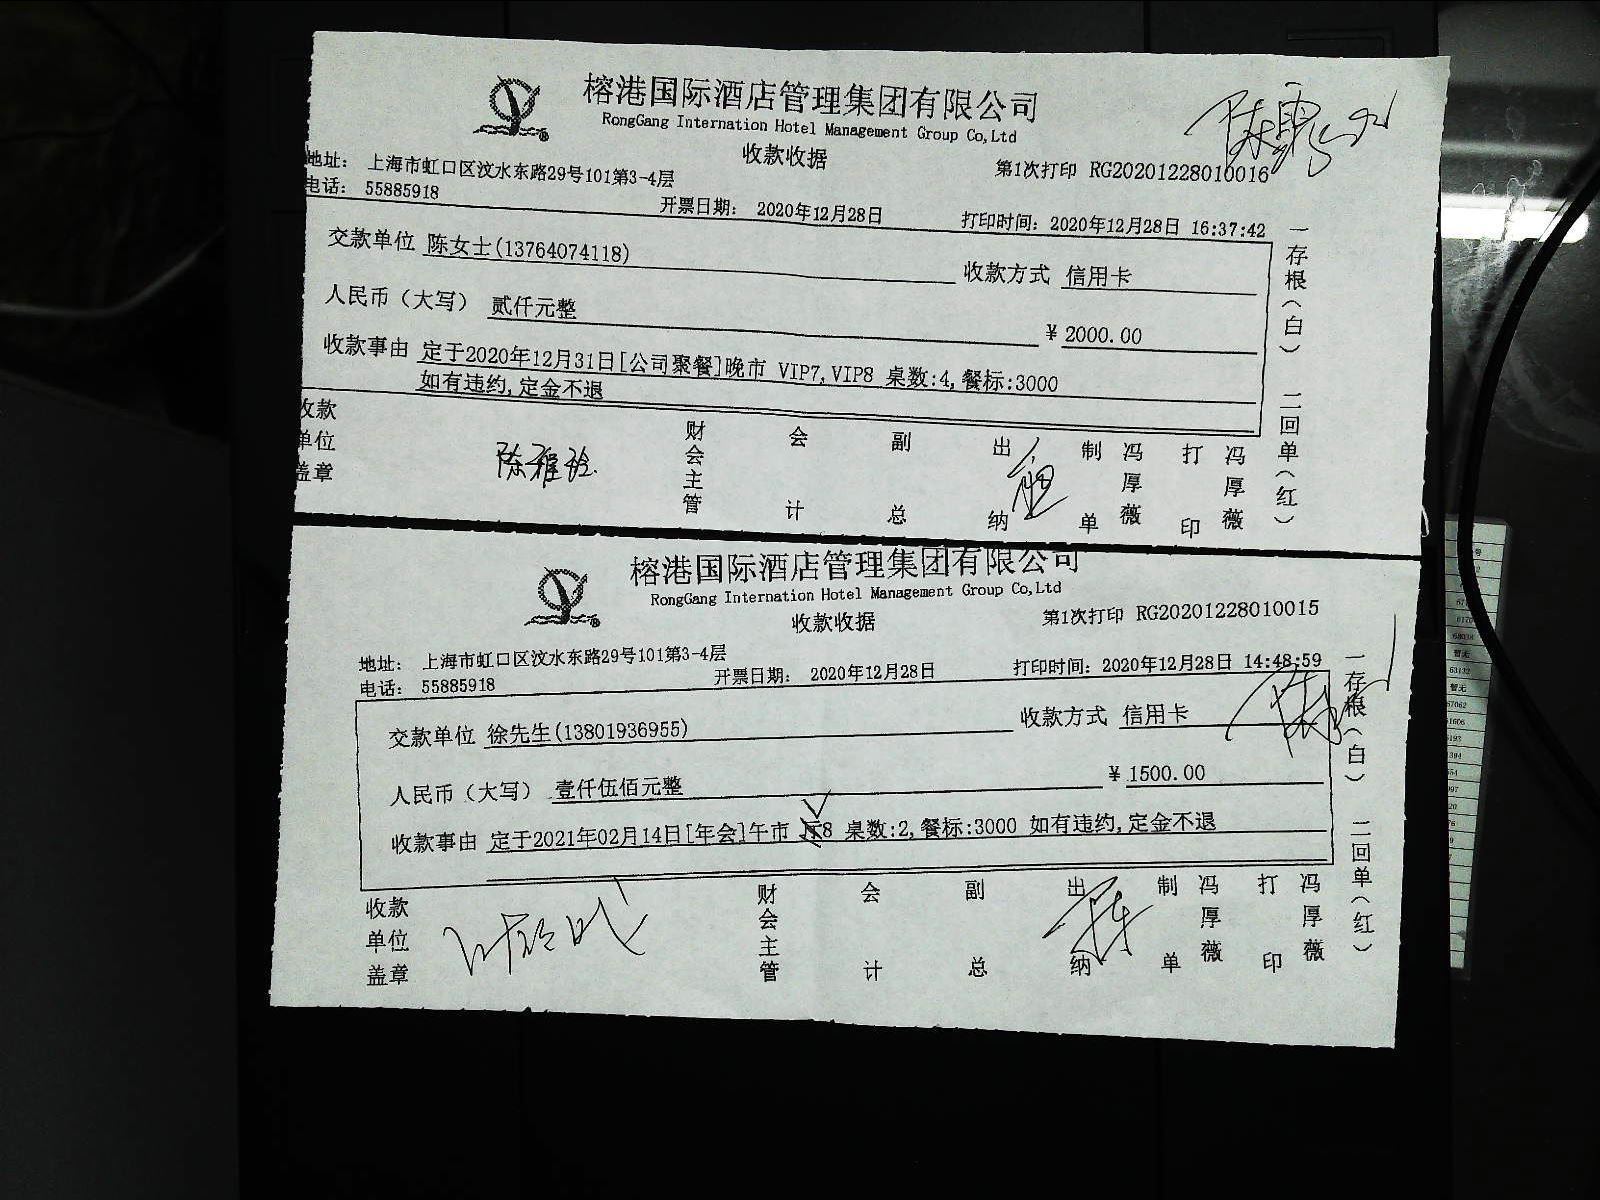 榕港国际酒店管理集团有限公司
RongGang Internation Hotel Management Group Co,Ltd
收款收据
第1次打印 RG20201228010016
地址： 上海市虹口区汶水东路29号101第3-4层
电话： 55885918
开票日期： 2020年12月28日
打印时间：2020年12月28日 16:37:42
交款单位 陈女士(13764074118)
收款方式 信用卡
人民币（大写） 贰仟元整
¥ 2000.00
收款事由 定于2020年12月31日[公司聚餐]晚市 VIP7,VIP8 桌数:4,餐标:3000
如有违约,定金不退
收款单位盖章
陈雅玲
财会主管
会计
副总
出纳
制单
冯厚薇
打印
冯厚薇
一存根（白） 二回单（红）
榕港国际酒店管理集团有限公司
RongGang Internation Hotel Management Group Co,Ltd
收款收据
第1次打印 RG20201228010015
地址： 上海市虹口区汶水东路29号101第3-4层
电话： 55885918
开票日期： 2020年12月28日
打印时间：2020年12月28日 14:48:59
交款单位 徐先生(13801936955)
收款方式 信用卡
人民币（大写） 壹仟伍佰元整
¥ 1500.00
收款事由 定于2021年02月14日[年会]午市 8 桌数:2,餐标:3000 如有违约,定金不退
收款单位盖章
财会主管
会计
副总
出纳
制单
冯厚薇
打印
冯厚薇
一存根（白） 二回单（红）